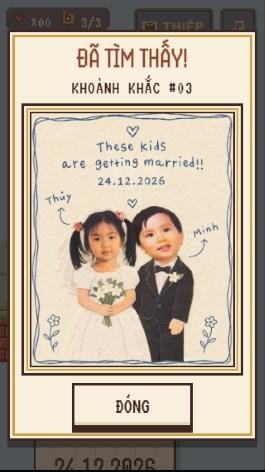 x00 3/3 THIỆP
ĐÃ TÌM THẤY!
KHOẢNH KHẮC #03
These kids
are getting married!!
24.12.2026
Thủy
Minh
ĐÓNG
24.12.2026